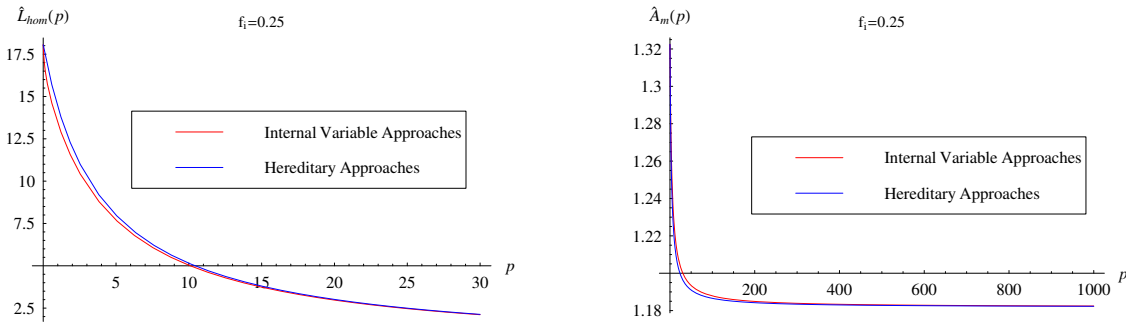 L̂hom(p)
fi=0.25
17.5
15
12.5
10
7.5
2.5
5 10 15 20 25 30 p
Internal Variable Approaches
Hereditary Approaches
Âm(p)
fi=0.25
1.32
1.3
1.28
1.26
1.24
1.22
1.18
200 400 600 800 1000 p
Internal Variable Approaches
Hereditary Approaches